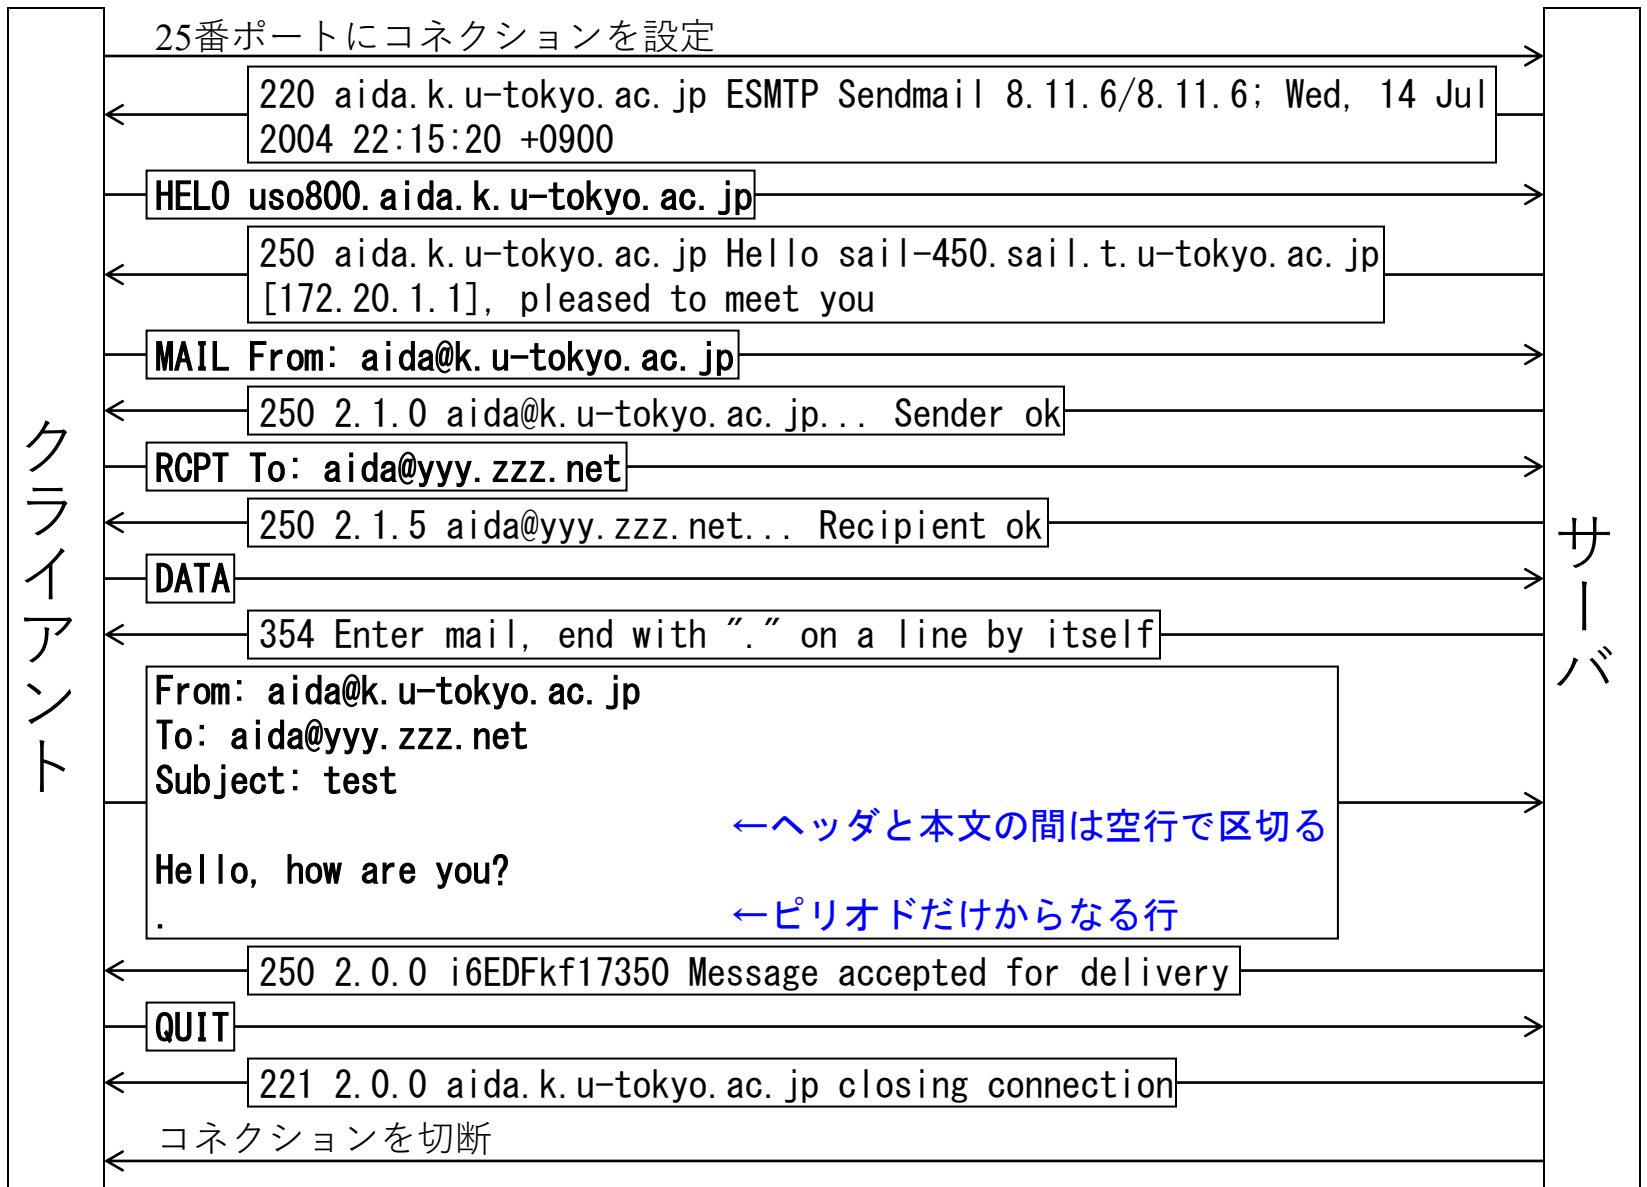 25番ポートにコネクションを設定
220 aida.k.u-tokyo.ac.jp ESMTP Sendmail 8.11.6/8.11.6; Wed, 14 Jul
2004 22:15:20 +0900
HELO uso800.aida.k.u-tokyo.ac.jp
250 aida.k.u-tokyo.ac.jp Hello sail-450.sail.t.u-tokyo.ac.jp
[172.20.1.1], pleased to meet you
MAIL From: aida@k.u-tokyo.ac.jp
250 2.1.0 aida@k.u-tokyo.ac.jp... Sender ok
RCPT To: aida@yyy.zzz.net
250 2.1.5 aida@yyy.zzz.net... Recipient ok
DATA
354 Enter mail, end with "." on a line by itself
From: aida@k.u-tokyo.ac.jp
To: aida@yyy.zzz.net
Subject: test
←ヘッダと本文の間は空行で区切る
Hello, how are you?
. ←ピリオドだけからなる行
250 2.0.0 i6EDFkf17350 Message accepted for delivery
QUIT
221 2.0.0 aida.k.u-tokyo.ac.jp closing connection
コネクションを切断
クライアント
サーバ